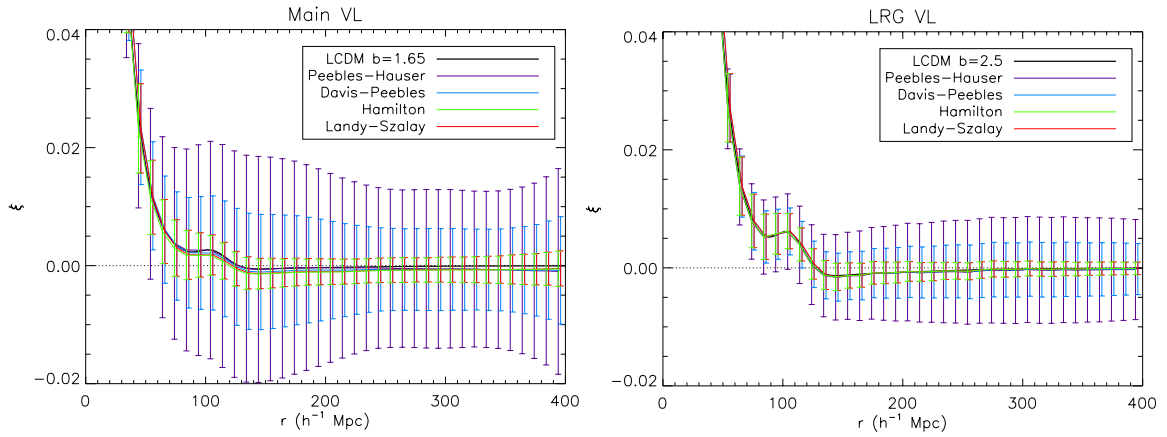 Main VL
LCDM b=1.65
Peebles-Hauser
Davis-Peebles
Hamilton
Landy-Szalay
0.04
0.02
0.00
-0.02
ξ
0 100 200 300 400
r (h⁻¹ Mpc)
LRG VL
LCDM b=2.5
Peebles-Hauser
Davis-Peebles
Hamilton
Landy-Szalay
0.04
0.02
0.00
-0.02
ξ
0 100 200 300 400
r (h⁻¹ Mpc)